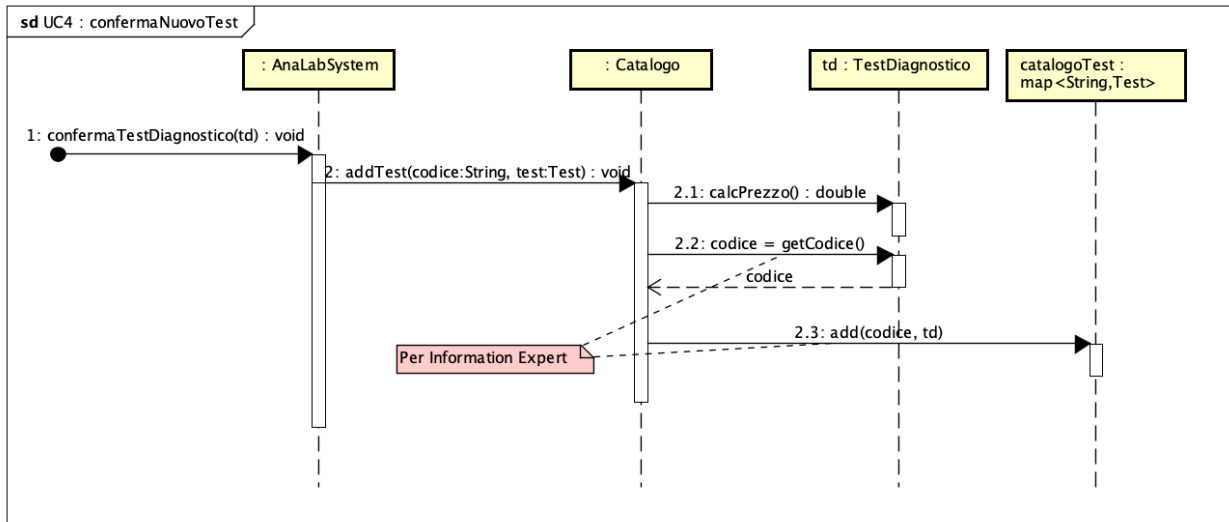 sd UC4 : confermaNuovoTest
: AnaLabSystem
: Catalogo
td : TestDiagnostico
catalogoTest :
map<String,Test>
1: confermaTestDiagnostico(td) : void
2: addTest(codice:String, test:Test) : void
2.1: calcPrezzo() : double
2.2: codice = getCodice()
codice
2.3: add(codice, td)
Per Information Expert